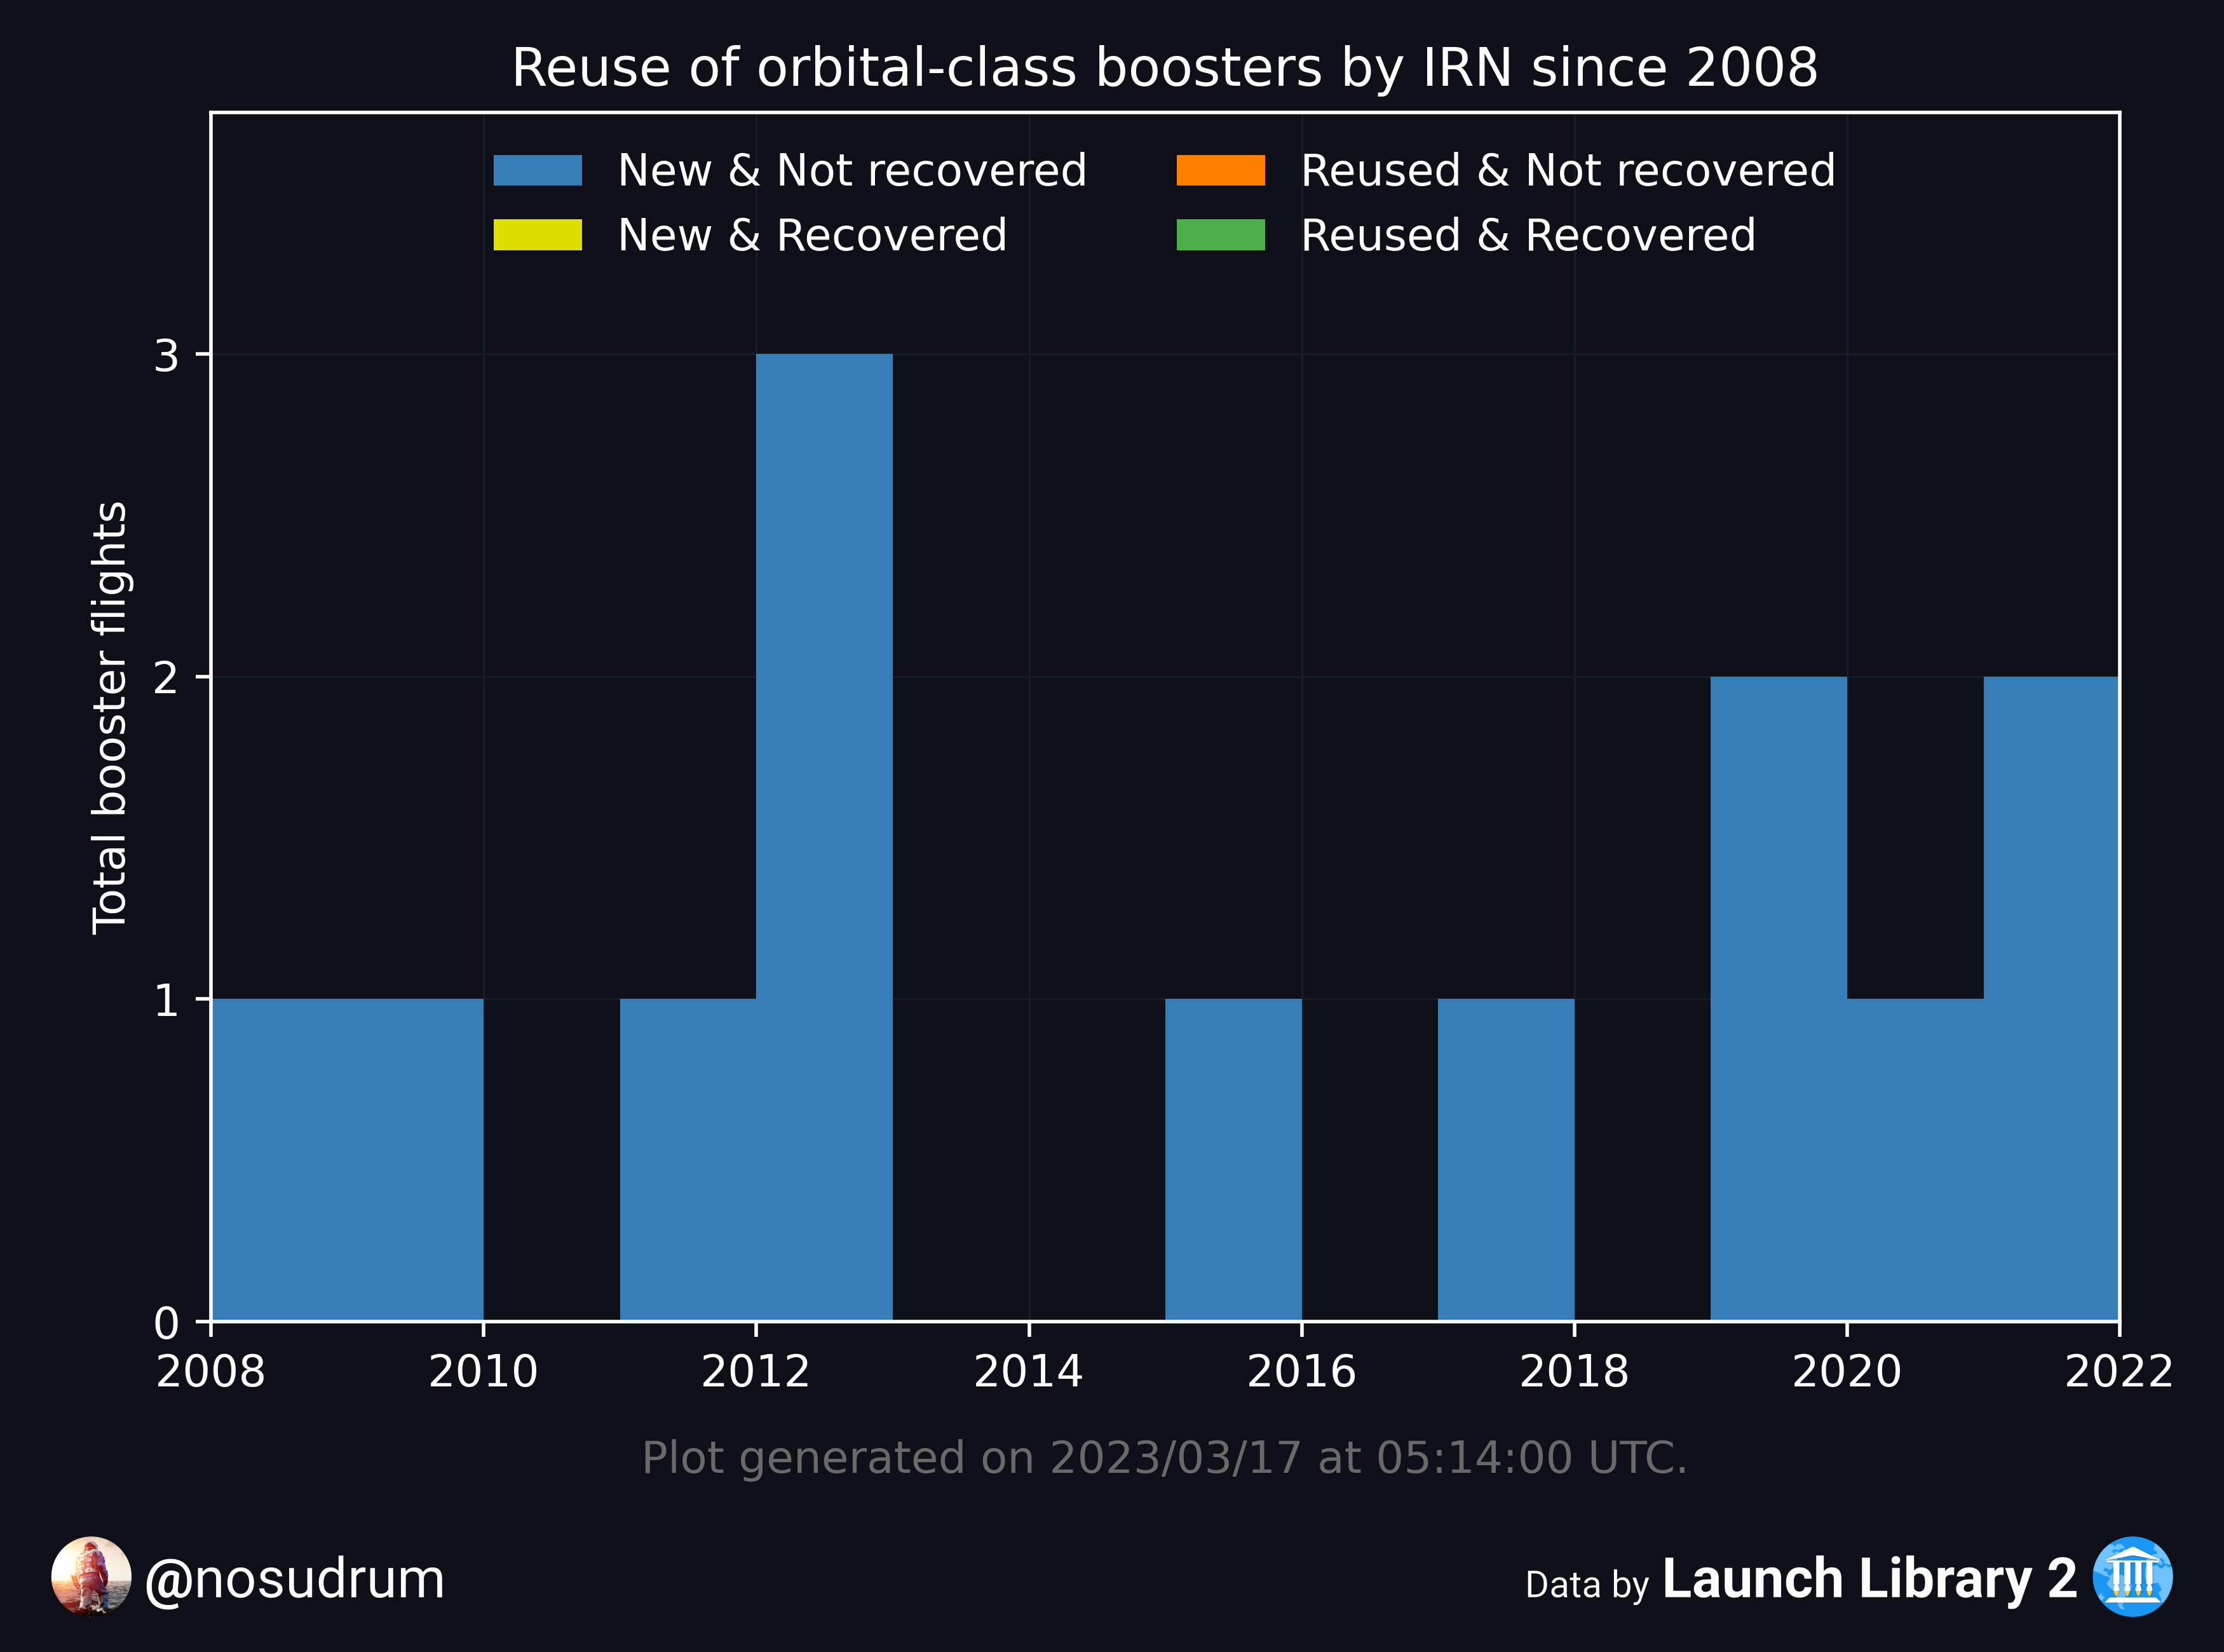 Reuse of orbital-class boosters by IRN since 2008
New & Not recovered
New & Recovered
Reused & Not recovered
Reused & Recovered
Total booster flights
3
2
1
0
2008 2010 2012 2014 2016 2018 2020 2022
Plot generated on 2023/03/17 at 05:14:00 UTC.
@nosudrum
Data by Launch Library 2